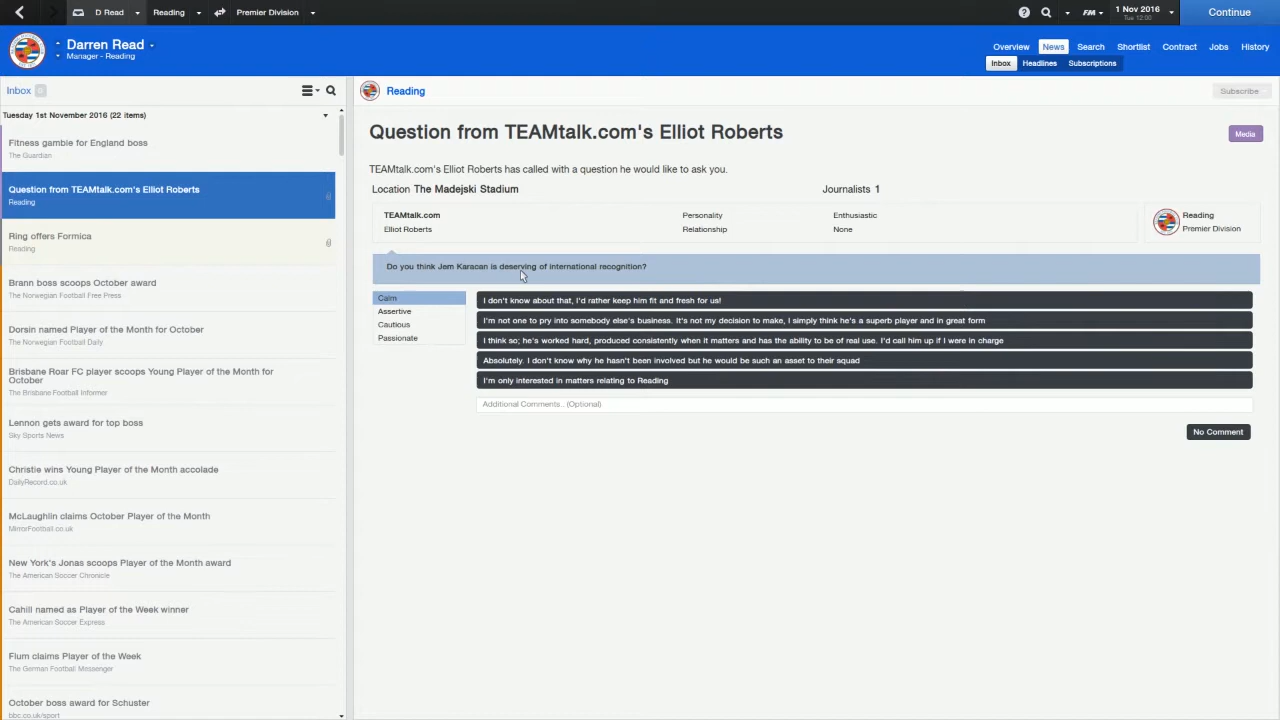 D Read
Reading
Premier Division
FM
1 Nov 2016
Tue 12:00
Continue
Darren Read
Manager - Reading
Overview
News
Search
Shortlist
Contract
Jobs
History
Inbox
Headlines
Subscriptions
Inbox
Tuesday 1st November 2016 (22 items)
Fitness gamble for England boss
The Guardian
Question from TEAMtalk.com's Elliot Roberts
Reading
Ring offers Formica
Reading
Brann boss scoops October award
The Norwegian Football Free Press
Dorsin named Player of the Month for October
The Norwegian Football Daily
Brisbane Roar FC player scoops Young Player of the Month for
October
The Brisbane Football Informer
Lennon gets award for top boss
Sky Sports News
Christie wins Young Player of the Month accolade
DailyRecord.co.uk
McLaughlin claims October Player of the Month
MirrorFootball.co.uk
New York's Jonas scoops Player of the Month award
The American Soccer Chronicle
Cahill named as Player of the Week winner
The American Soccer Express
Flum claims Player of the Week
The German Football Messenger
October boss award for Schuster
bbc.co.uk/sport
Reading
Subscribe
Question from TEAMtalk.com's Elliot Roberts
Media
TEAMtalk.com's Elliot Roberts has called with a question he would like to ask you.
Location The Madejski Stadium
Journalists 1
TEAMtalk.com
Personality
Enthusiastic
Reading
Elliot Roberts
Relationship
None
Premier Division
Do you think Jem Karacan is deserving of international recognition?
Calm
Assertive
Cautious
Passionate
I don't know about that, I'd rather keep him fit and fresh for us!
I'm not one to pry into somebody else's business. It's not my decision to make, I simply think he's a superb player and in great form
I think so; he's worked hard, produced consistently when it matters and has the ability to be of real use. I'd call him up if I were in charge
Absolutely. I don't know why he hasn't been involved but he would be such an asset to their squad
I'm only interested in matters relating to Reading
Additional Comments.. (Optional)
No Comment